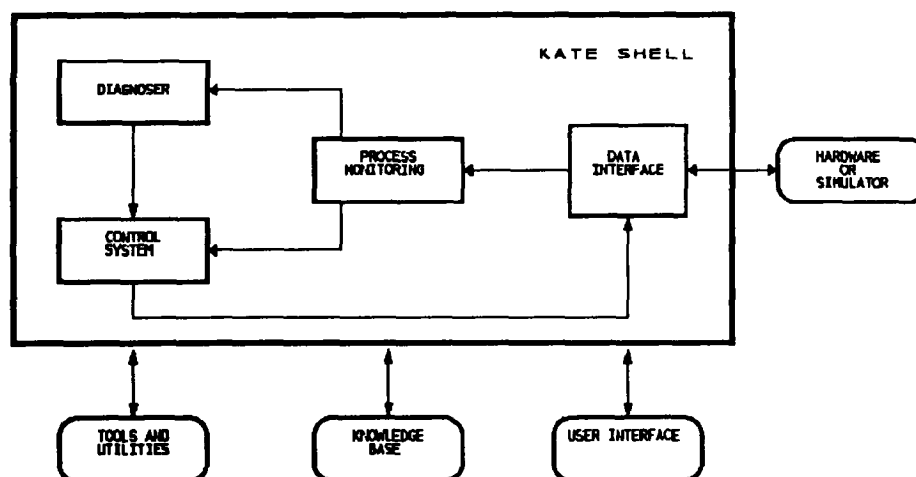 KATE SHELL
DIAGNOSER
PROCESS
MONITORING
DATA
INTERFACE
HARDWARE
OR
SIMULATOR
CONTROL
SYSTEM
TOOLS AND
UTILITIES
KNOWLEDGE
BASE
USER INTERFACE